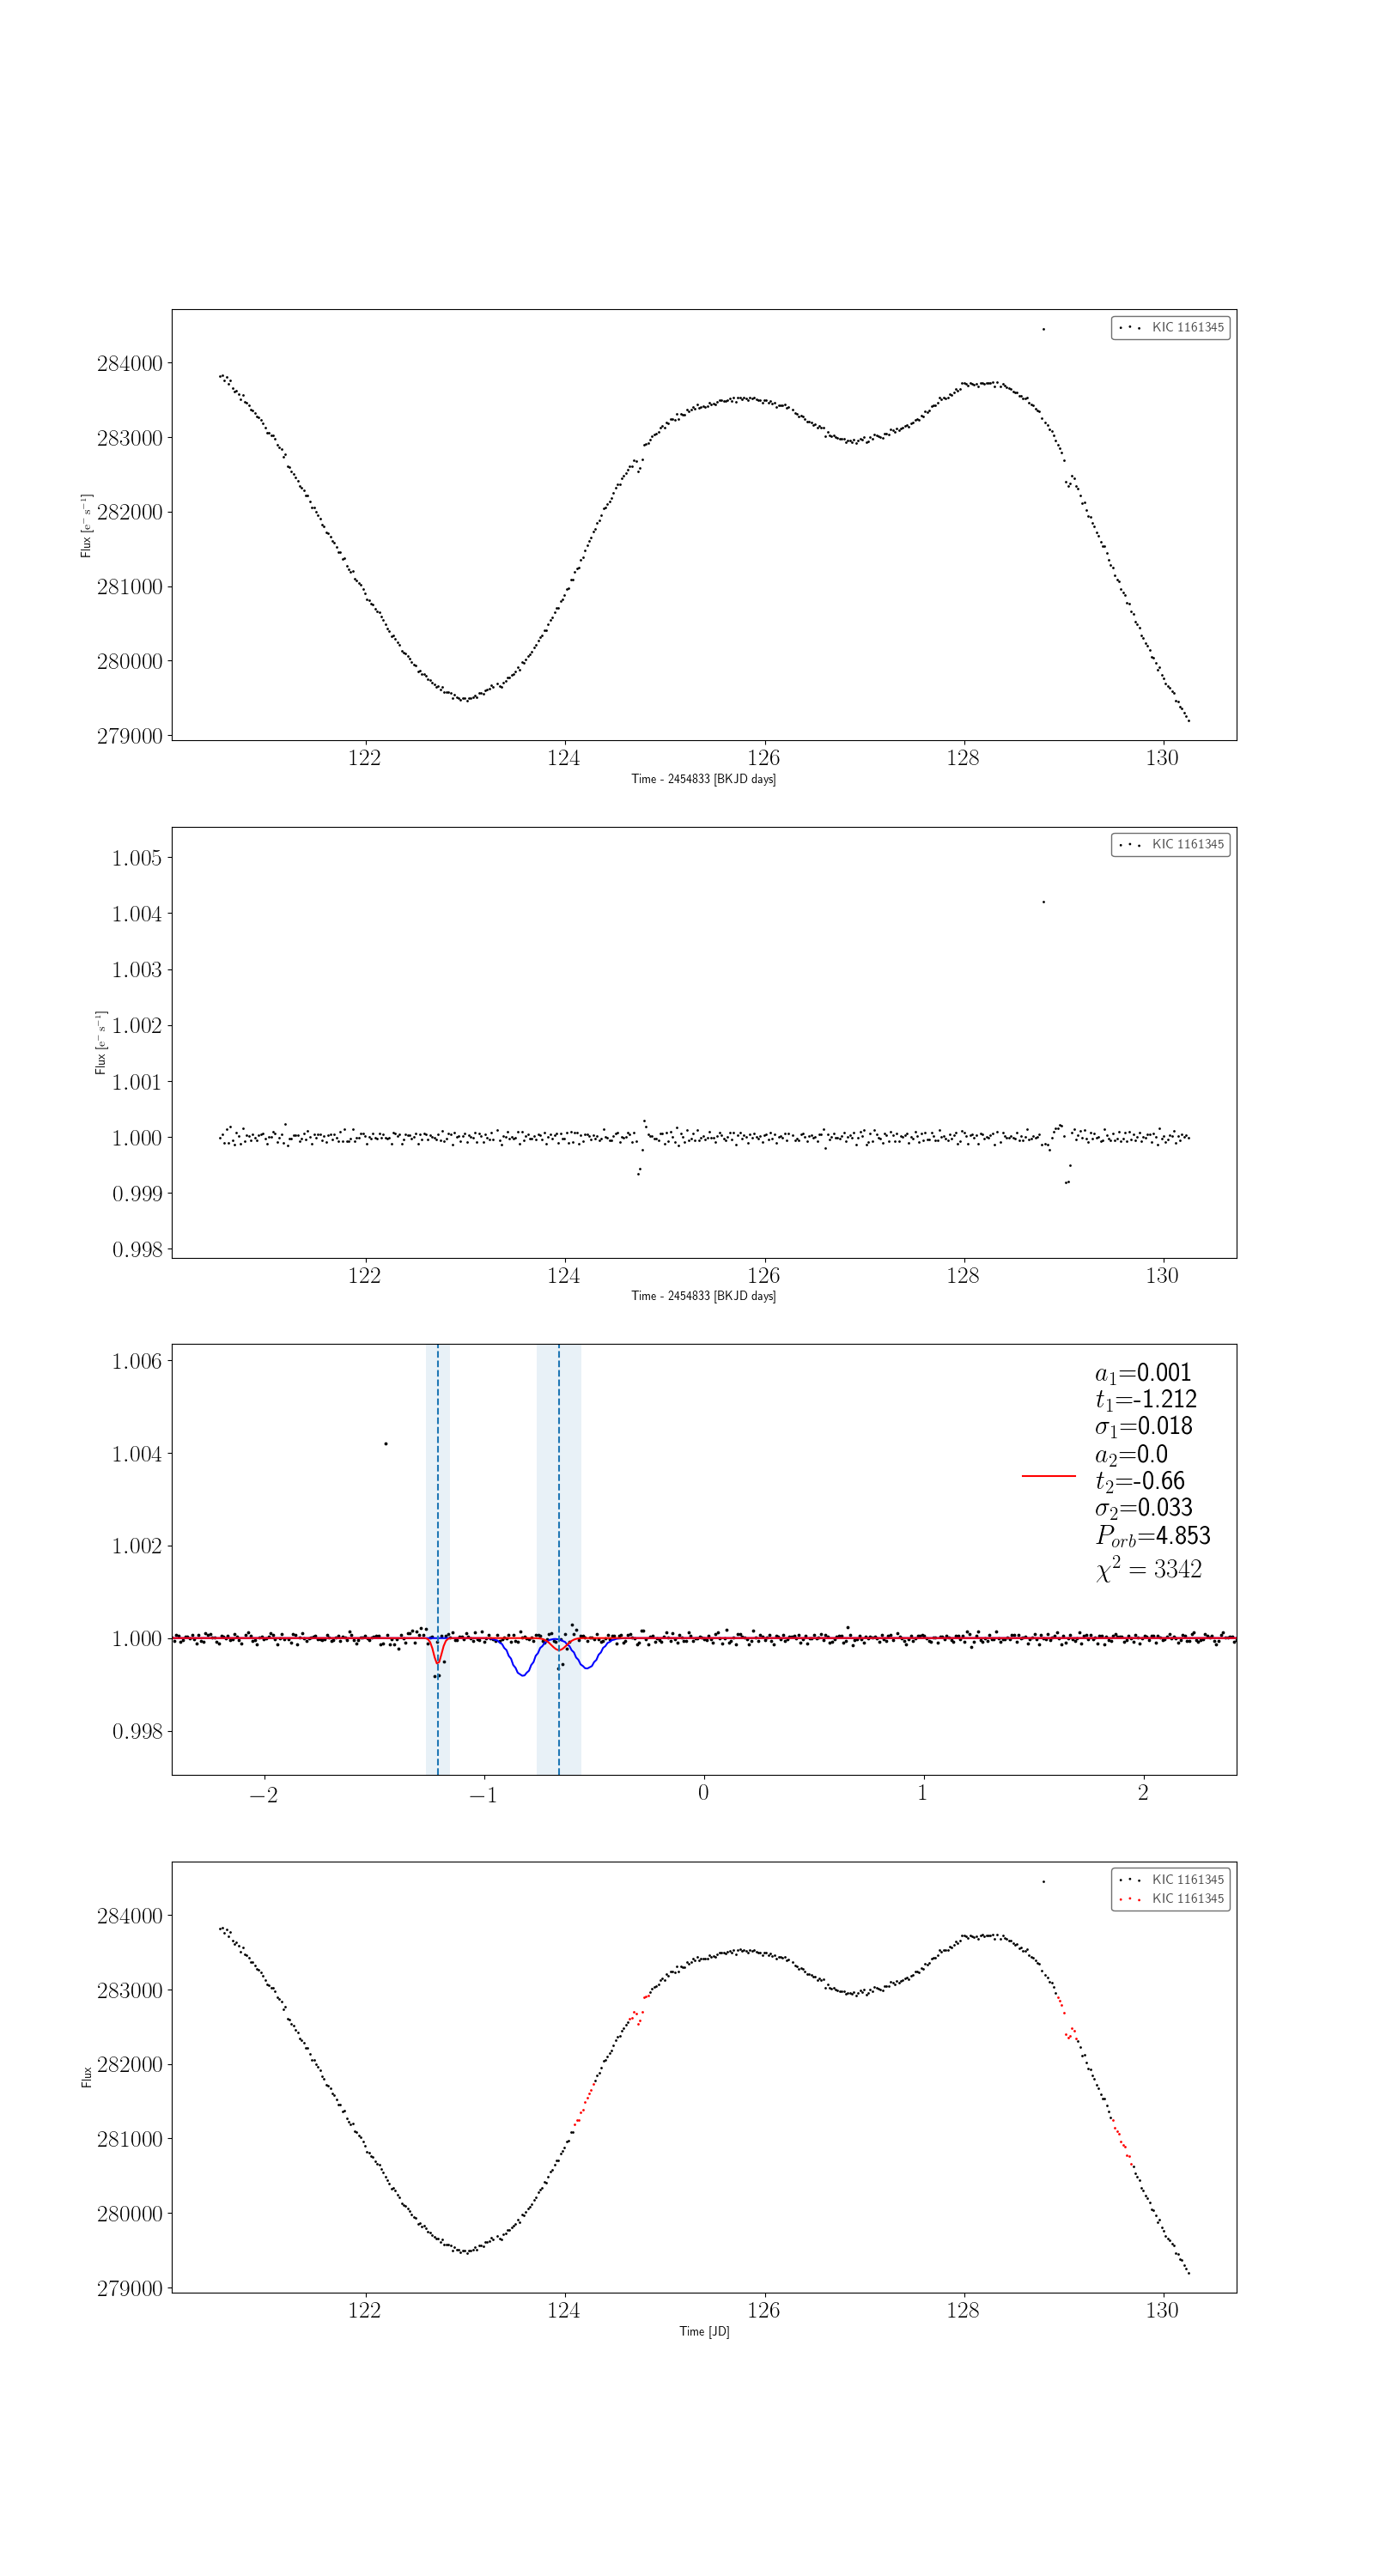 KIC 1161345
284000
283000
282000
281000
280000
279000
Flux [e⁻ s⁻¹]
122 124 126 128 130
Time - 2454833 [BKJD days]
KIC 1161345
1.005
1.004
1.003
1.002
1.001
1.000
0.999
0.998
Flux [e⁻ s⁻¹]
122 124 126 128 130
Time - 2454833 [BKJD days]
1.006
1.004
1.002
1.000
0.998
a₁=0.001
t₁=-1.212
σ₁=0.018
a₂=0.0
t₂=-0.66
σ₂=0.033
P_orb=4.853
χ² = 3342
−2 −1 0 1 2
KIC 1161345
KIC 1161345
284000
283000
282000
281000
280000
279000
Flux
122 124 126 128 130
Time [JD]